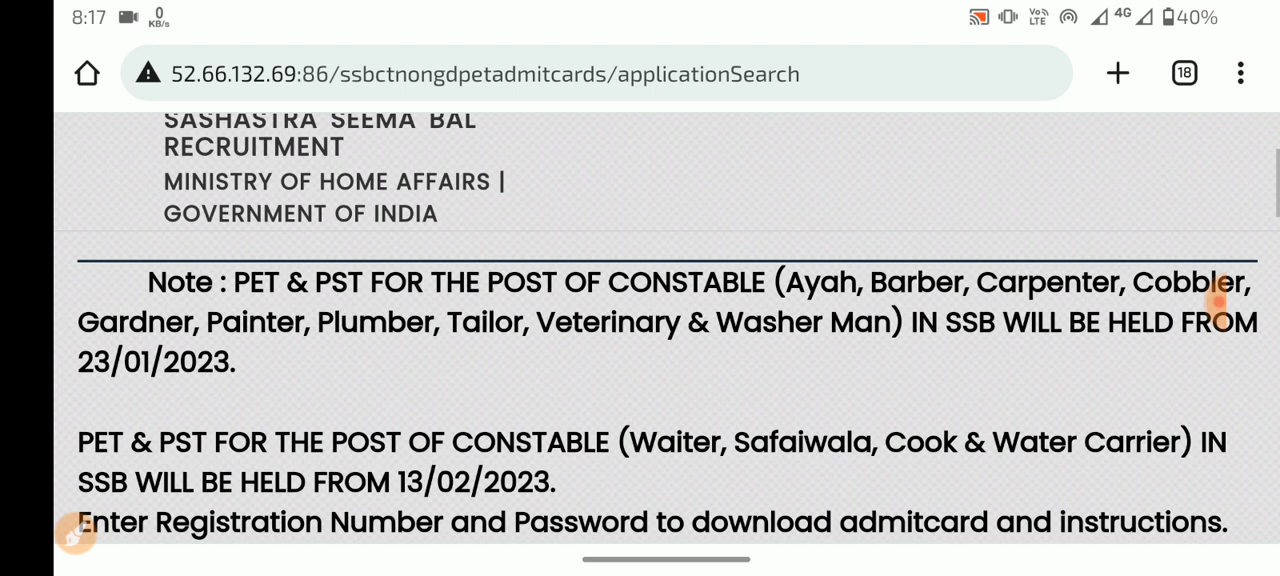 8:17 0 KB/s Vo) LTE 4G 40%
52.66.132.69:86/ssbctnongdpetadmitcards/applicationSearch 18
SASHASTRA SEEMA BAL
RECRUITMENT
MINISTRY OF HOME AFFAIRS |
GOVERNMENT OF INDIA
Note : PET & PST FOR THE POST OF CONSTABLE (Ayah, Barber, Carpenter, Cobbler,
Gardner, Painter, Plumber, Tailor, Veterinary & Washer Man) IN SSB WILL BE HELD FROM
23/01/2023.
PET & PST FOR THE POST OF CONSTABLE (Waiter, Safaiwala, Cook & Water Carrier) IN
SSB WILL BE HELD FROM 13/02/2023.
Enter Registration Number and Password to download admitcard and instructions.